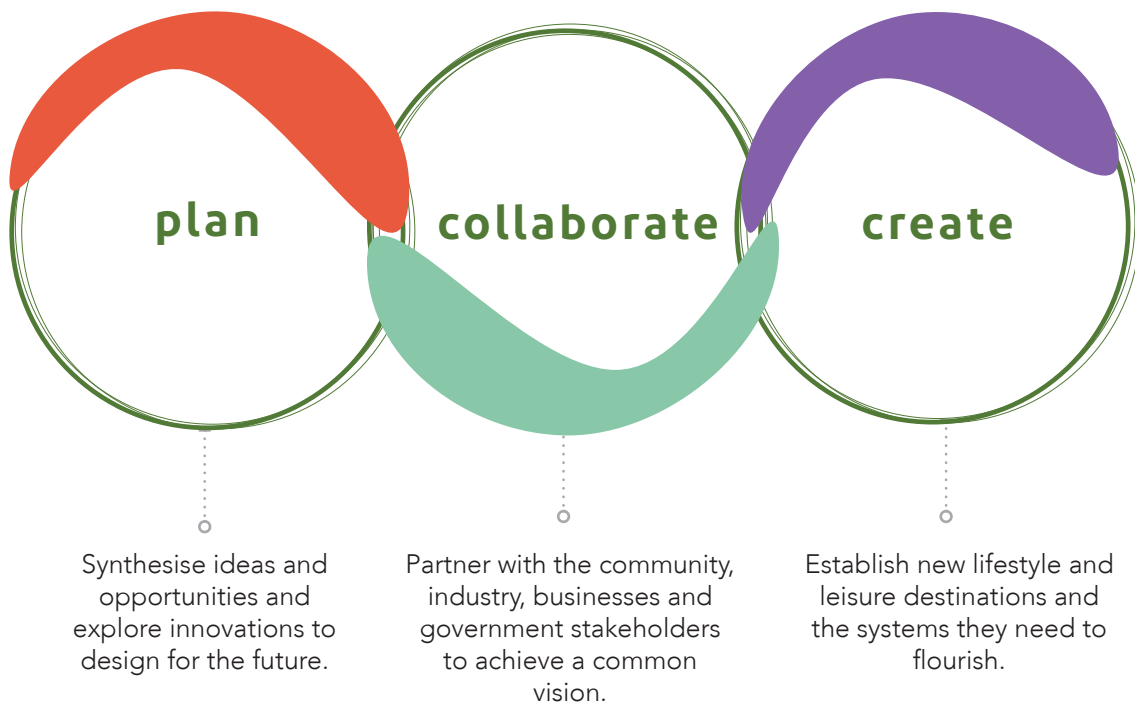 plan
collaborate
create
Synthesise ideas and
opportunities and
explore innovations to
design for the future.
Partner with the community,
industry, businesses and
government stakeholders
to achieve a common
vision.
Establish new lifestyle and
leisure destinations and
the systems they need to
flourish.